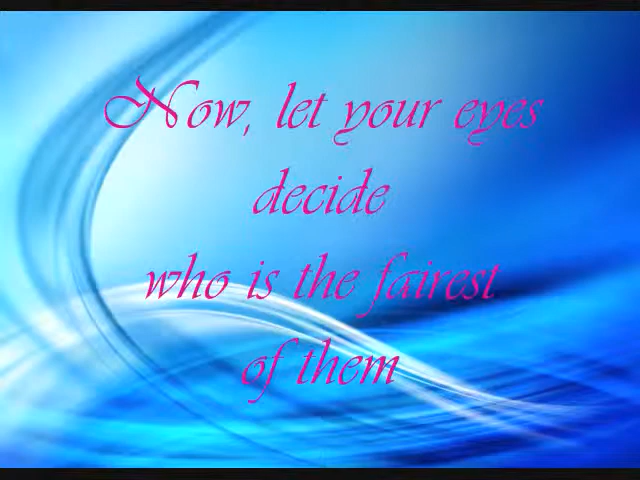 Now, let your eyes
decide
who is the fairest
of them